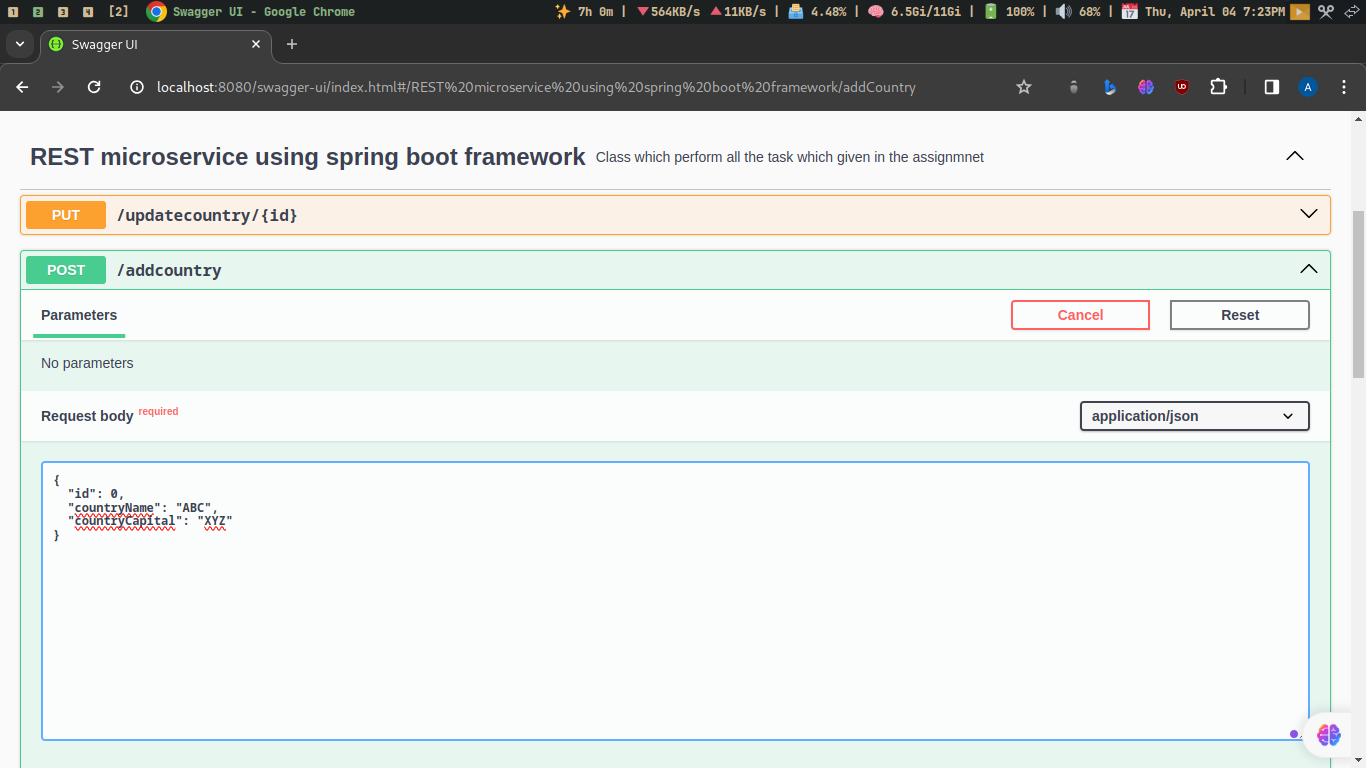 1 2 3 4 [2] Swagger UI - Google Chrome 7h 0m | 564KB/s 11KB/s | 4.48% | 6.5Gi/11Gi | 100% | 68% | Thu, April 04 7:23PM
Swagger UI
localhost:8080/swagger-ui/index.html#/REST%20microservice%20using%20spring%20boot%20framework/addCountry
A
REST microservice using spring boot framework Class which perform all the task which given in the assignmnet
PUT /updatecountry/{id}
POST /addcountry
Parameters Cancel Reset
No parameters
Request body required application/json
{
"id": 0,
"countryName": "ABC",
"countryCapital": "XYZ"
}